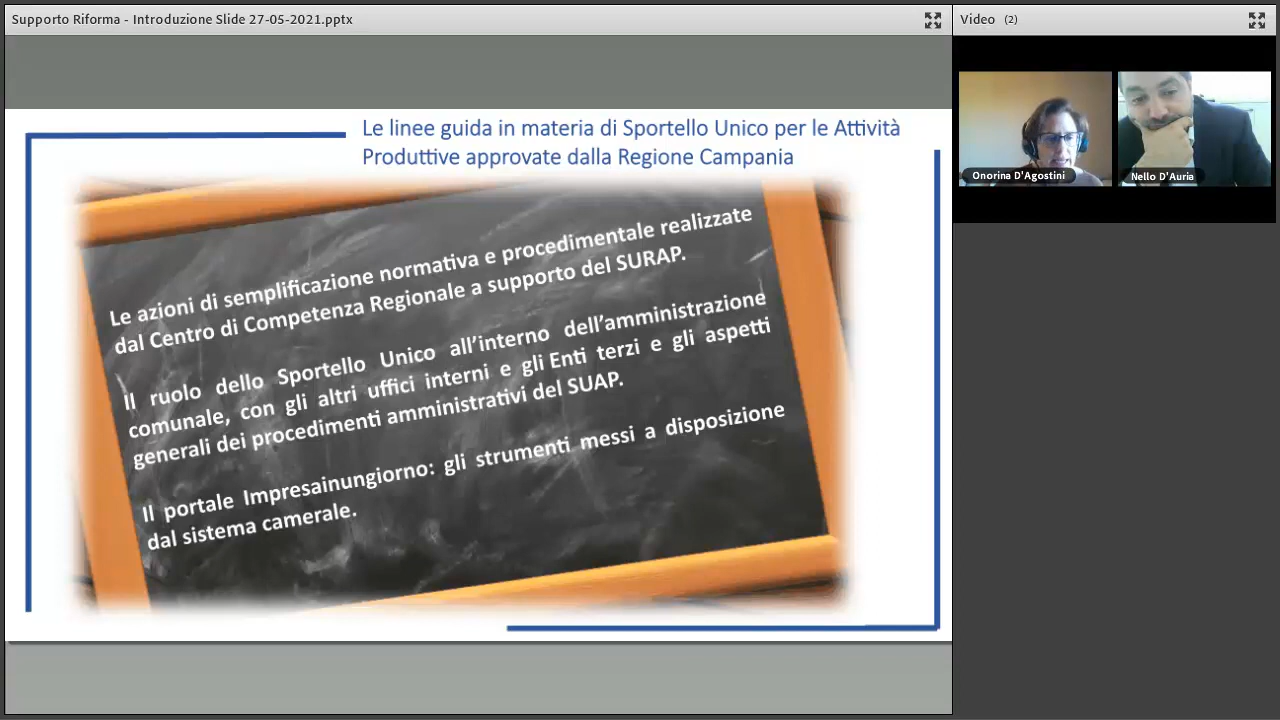 Supporto Riforma - Introduzione Slide 27-05-2021.pptx
Video (2)
Le linee guida in materia di Sportello Unico per le Attività
Produttive approvate dalla Regione Campania
Le azioni di semplificazione normativa e procedimentale realizzate
dal Centro di Competenza Regionale a supporto del SURAP.
Il ruolo dello Sportello Unico all'interno dell'amministrazione
comunale, con gli altri uffici interni e gli Enti terzi e gli aspetti
generali dei procedimenti amministrativi del SUAP.
Il portale Impresainungiorno: gli strumenti messi a disposizione
dal sistema camerale.
Onorina D'Agostini
Nello D'Auria